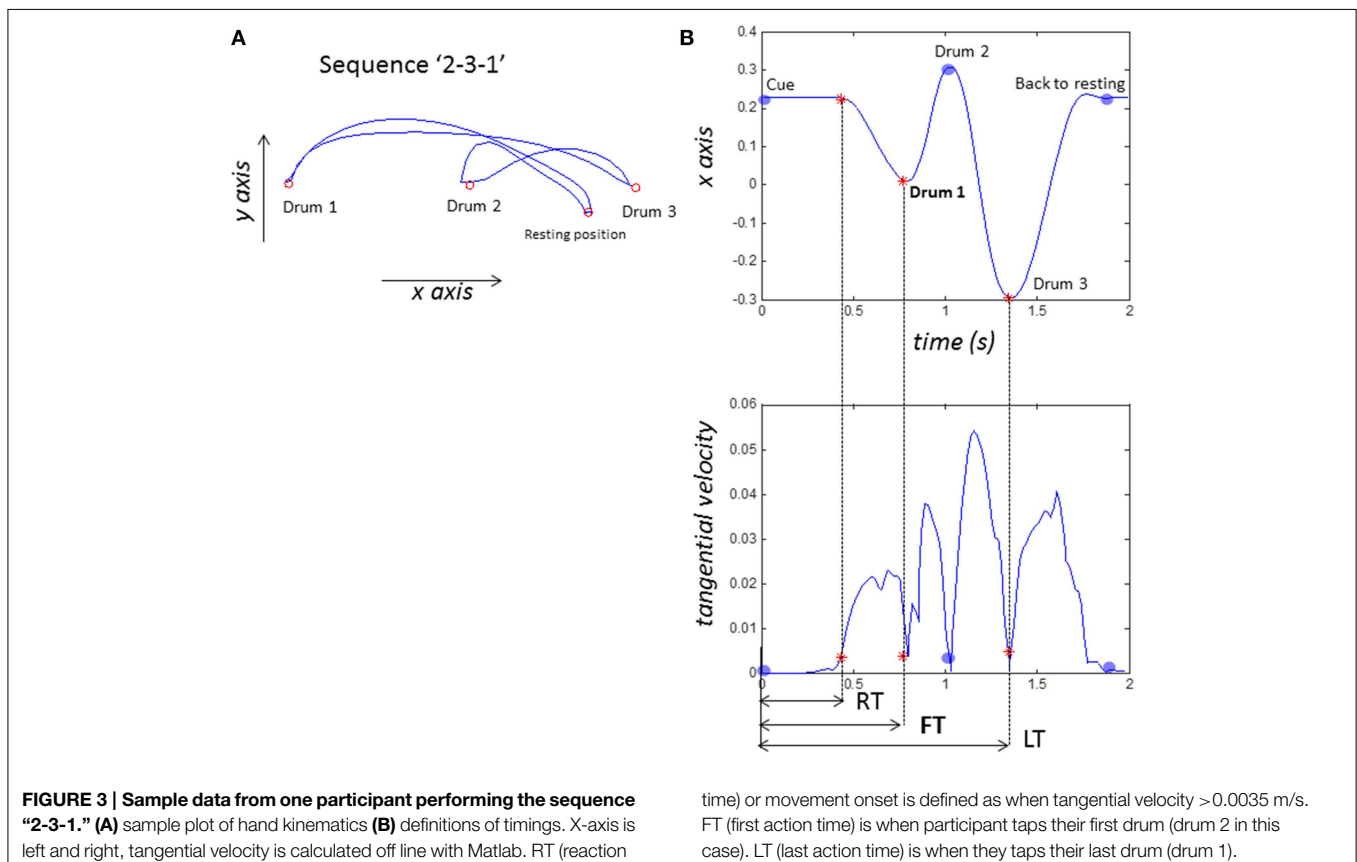 A
Sequence '2-3-1'
y axis
Drum 1
Drum 2
Drum 3
Resting position
x axis
B
0.4
0.3
0.2
0.1
0
-0.1
-0.2
-0.3
x axis
Cue
Drum 2
Back to resting
Drum 1
Drum 3
0
0.5
1
1.5
2
time (s)
0.06
0.05
0.04
0.03
0.02
0.01
0
tangential velocity
0
0.5
1
1.5
2
RT
FT
LT
FIGURE 3 | Sample data from one participant performing the sequence
"2-3-1." (A) sample plot of hand kinematics (B) definitions of timings. X-axis is
left and right, tangential velocity is calculated off line with Matlab. RT (reaction
time) or movement onset is defined as when tangential velocity >0.0035 m/s.
FT (first action time) is when participant taps their first drum (drum 2 in this
case). LT (last action time) is when they taps their last drum (drum 1).